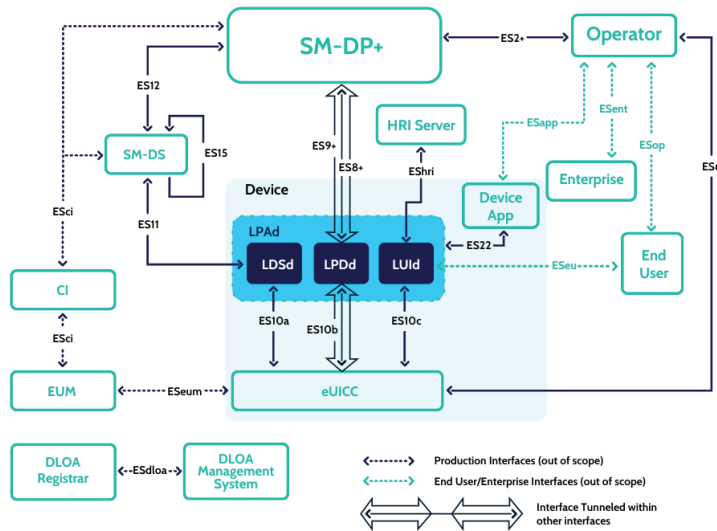 SM-DP+
Operator
ES2+
ES12
ESapp
ESent
ESop
HRI Server
SM-DS
ES15
ES9+
ES8+
EShri
Enterprise
ESci
ES11
Device
Device
App
LPAd
ES22
End
User
LDSd
LPDd
LUId
ESeu
CI
ESci
ES10a
ES10b
ES10c
EUM
ESeum
eUICC
DLOA
Registrar
ESdloa
DLOA
Management
System
Production Interfaces (out of scope)
End User/Enterprise Interfaces (out of scope)
Interface Tunneled within
other interfaces